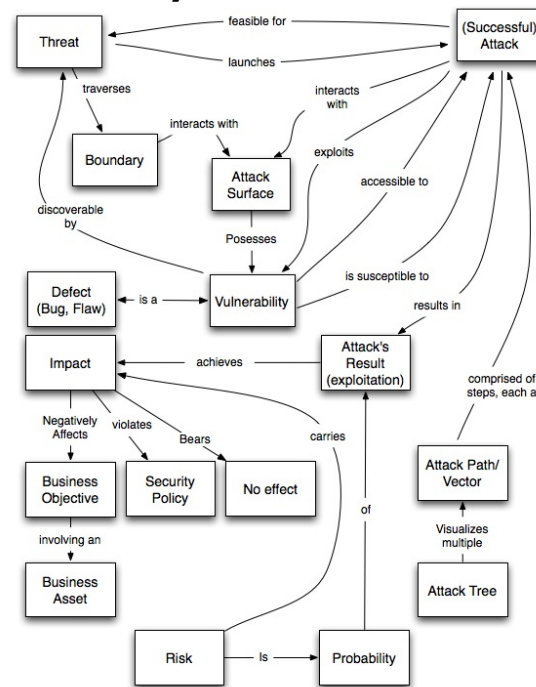 feasible for
(Successful)
Attack
Threat
launches
traverses
interacts
with
interacts with
Boundary
Attack
Surface
exploits
accessible to
discoverable
by
Posesses
is susceptible to
Defect
(Bug, Flaw)
is a
Vulnerability
results in
Impact
achieves
Attack's
Result
(exploitation)
comprised of
steps, each a
Negatively
Affects
violates
Bears
carries
Business
Objective
Security
Policy
No effect
Attack Path/
Vector
of
involving an
Visualizes
multiple
Business
Asset
Attack Tree
Risk
Is
Probability